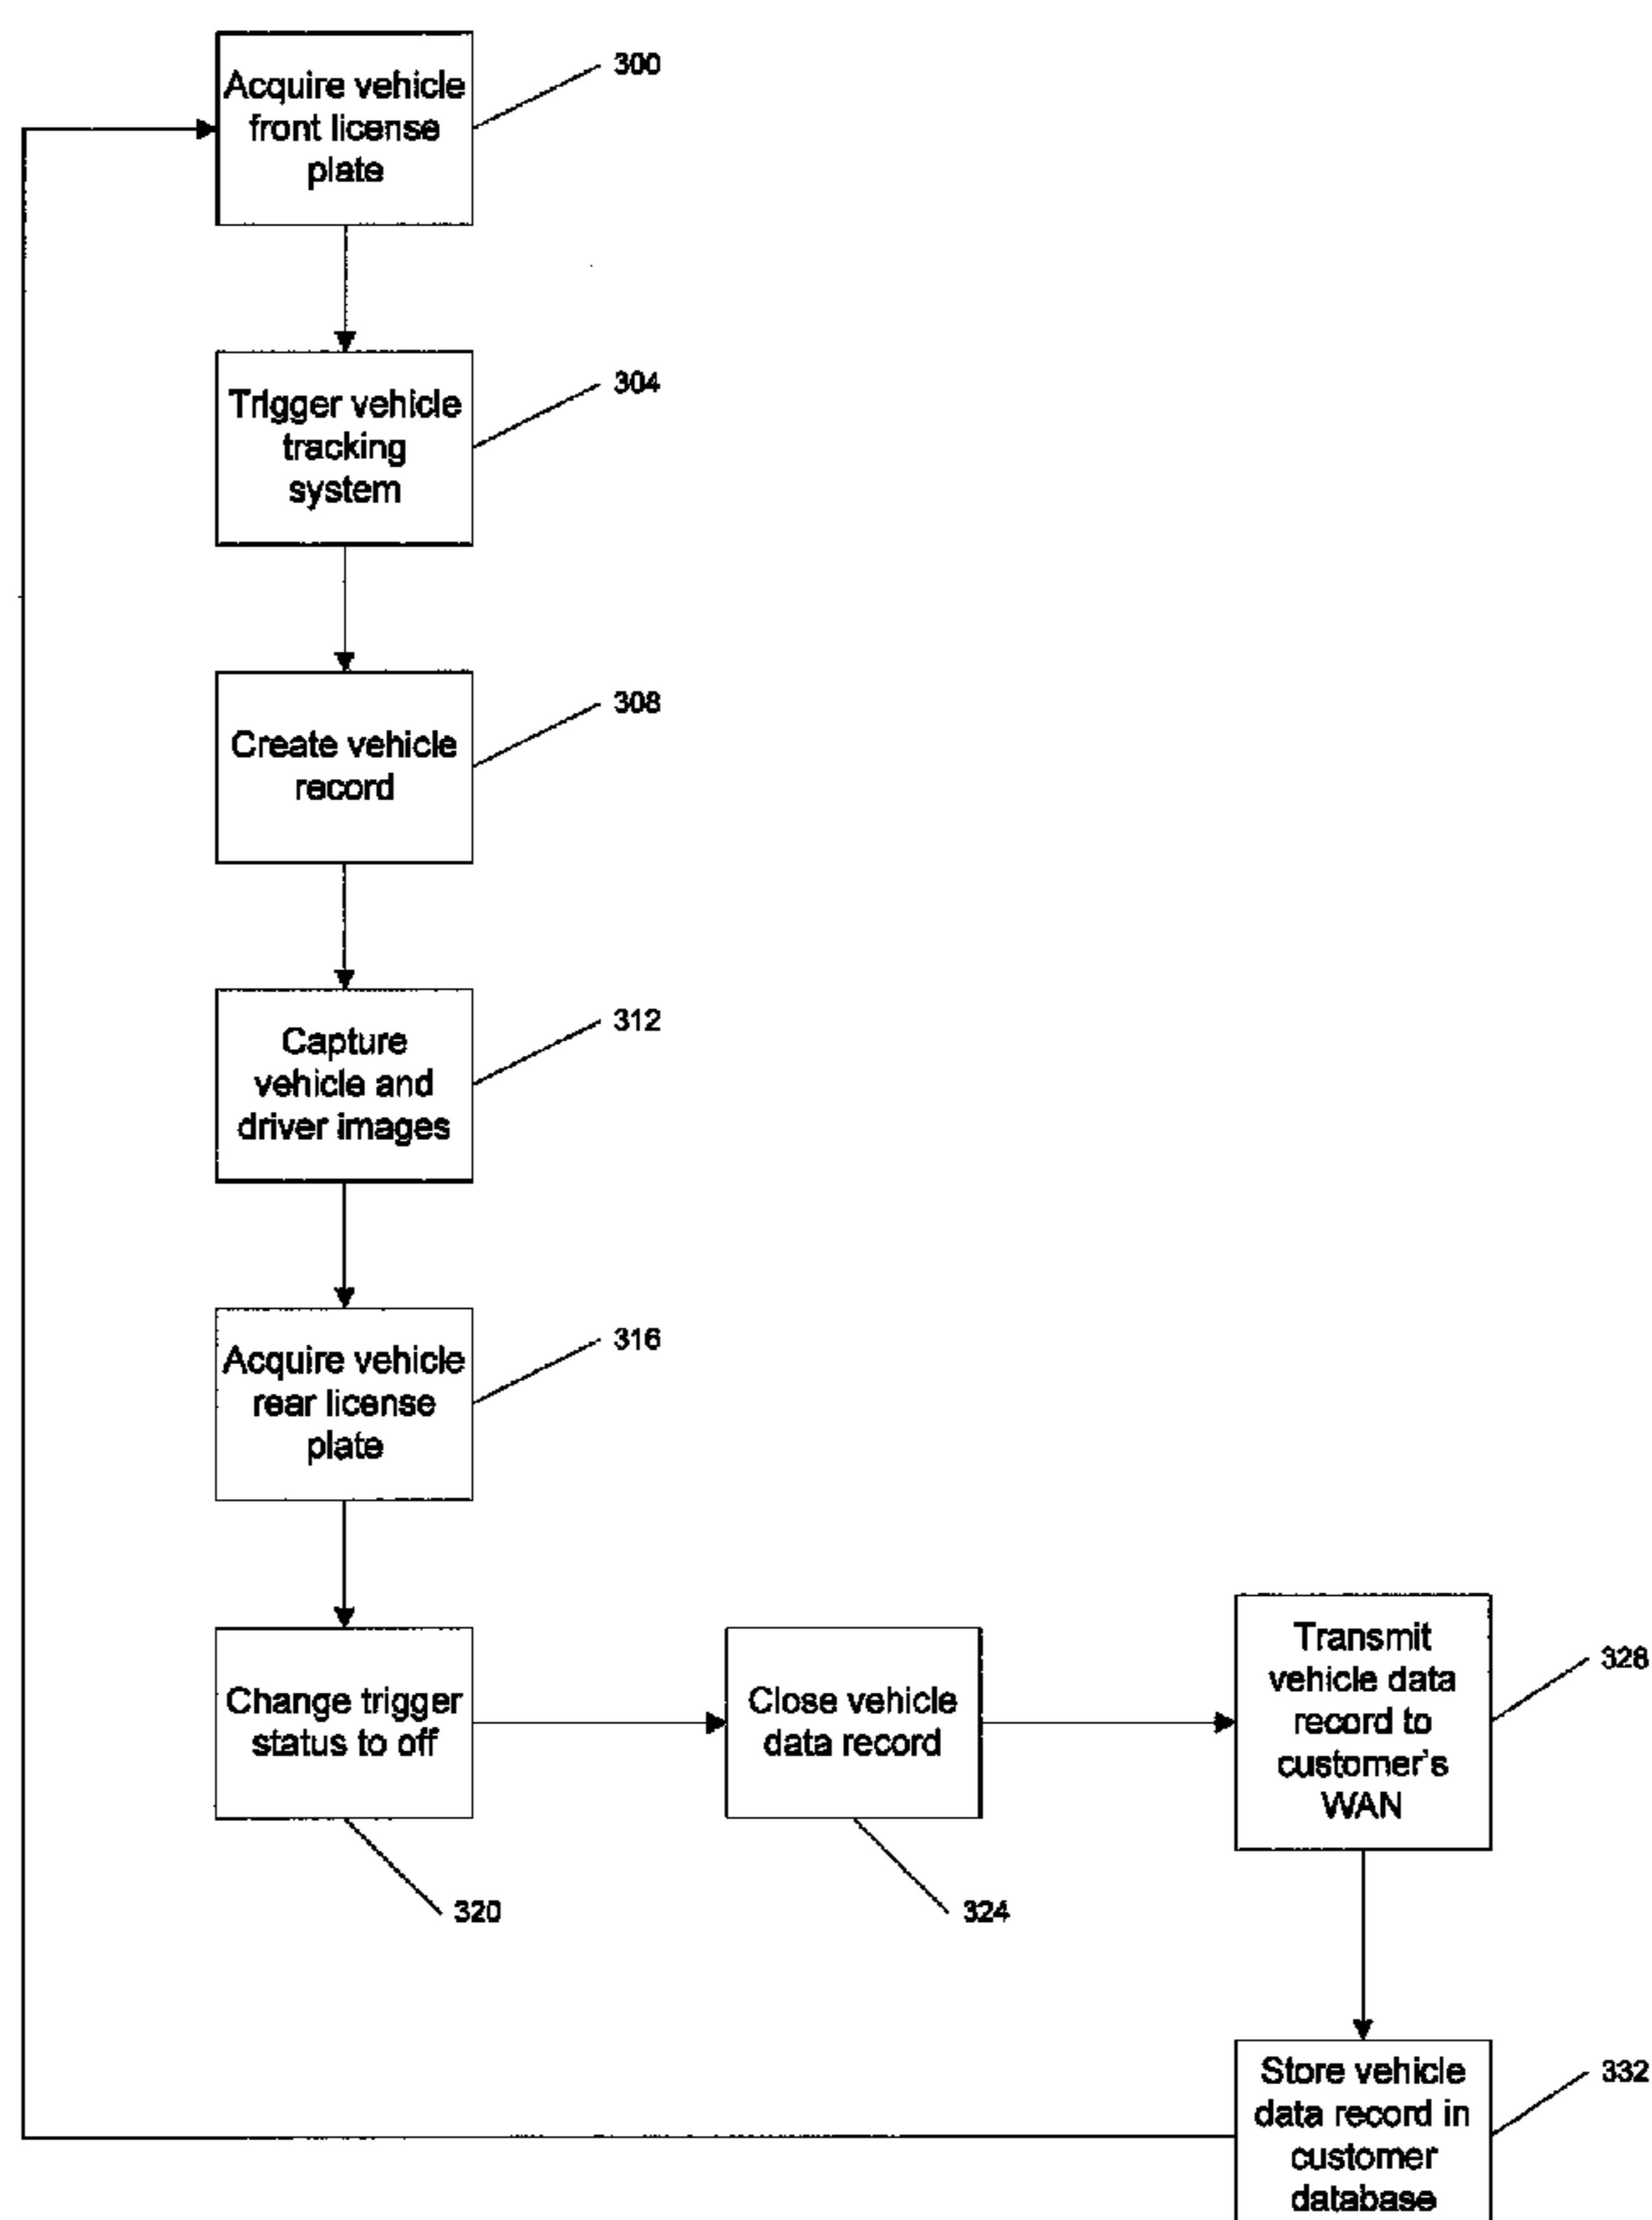 Acquire vehicle
front license
plate
300
Trigger vehicle
tracking
system
304
Create vehicle
record
308
Capture
vehicle and
driver images
312
Acquire vehicle
rear license
plate
316
Change trigger
status to off
320
Close vehicle
data record
324
Transmit
vehicle data
record to
customer's
WAN
328
Store vehicle
data record in
customer
database
332